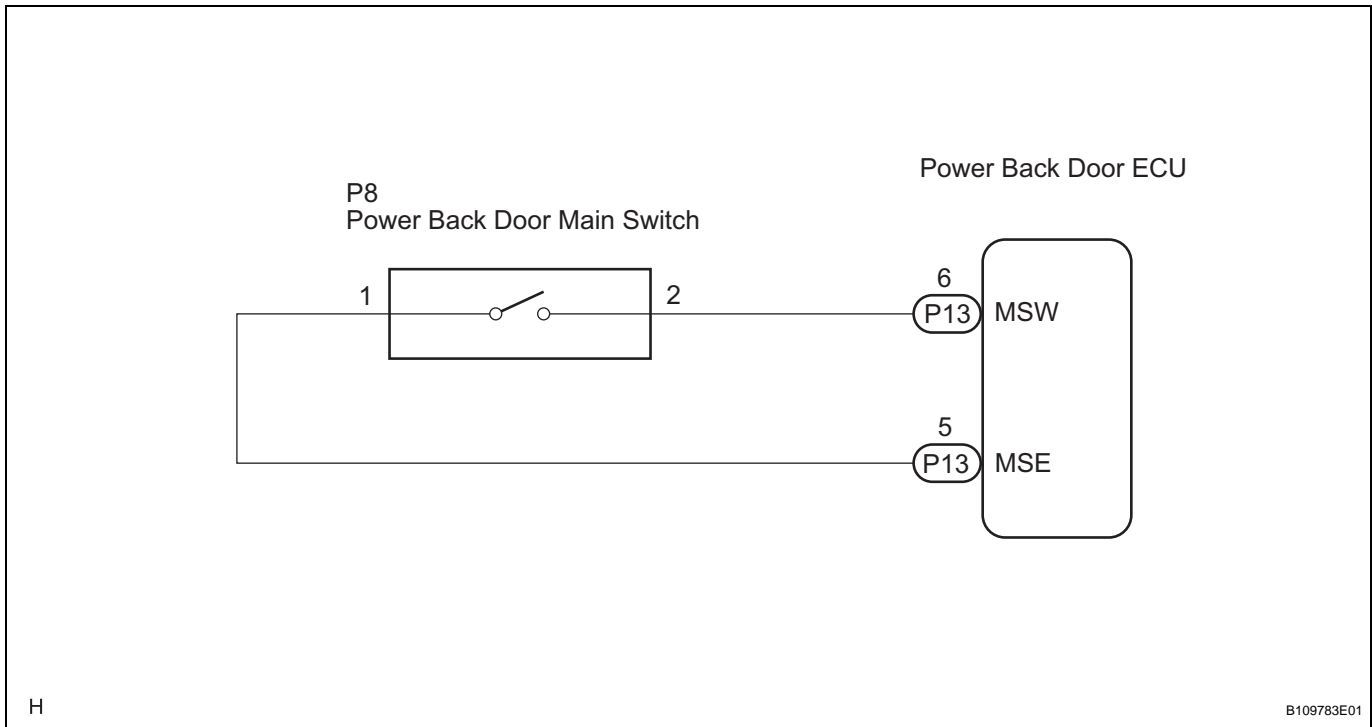 Power Back Door ECU
P8
Power Back Door Main Switch
1
2
6
P13
MSW
5
P13
MSE
H
B109783E01